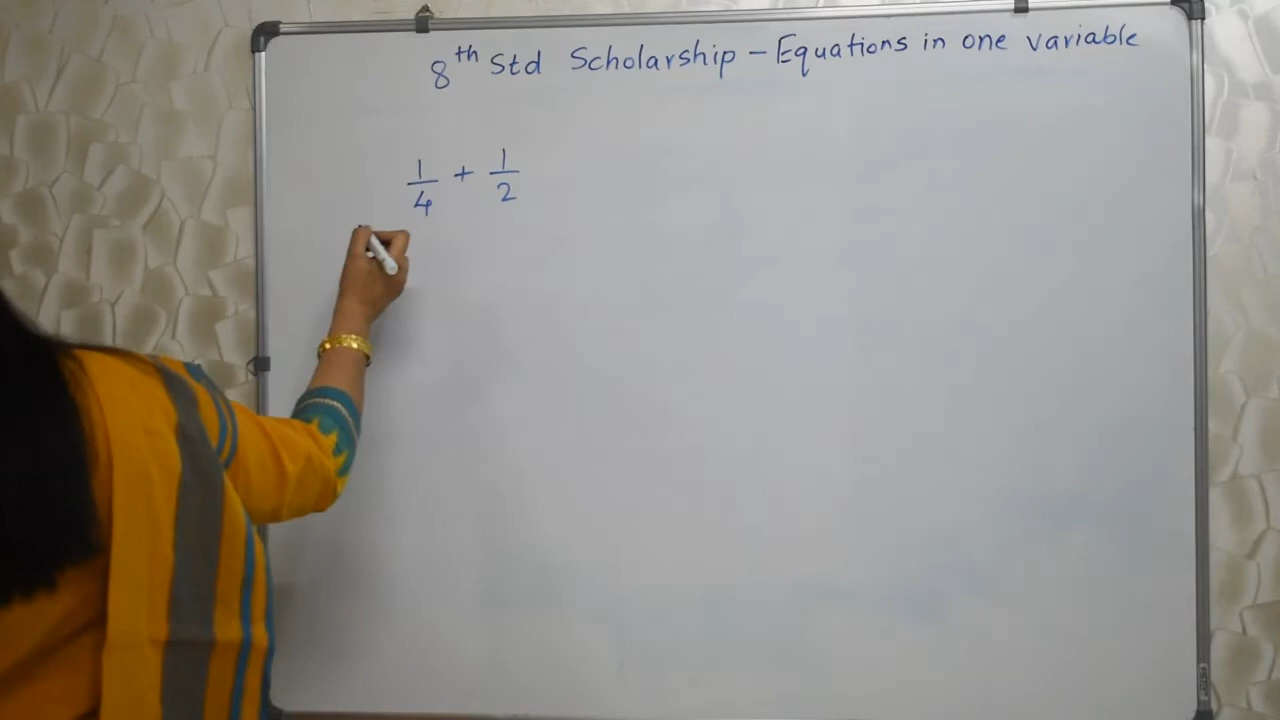 8th Std Scholarship - Equations in one variable
1/4 + 1/2